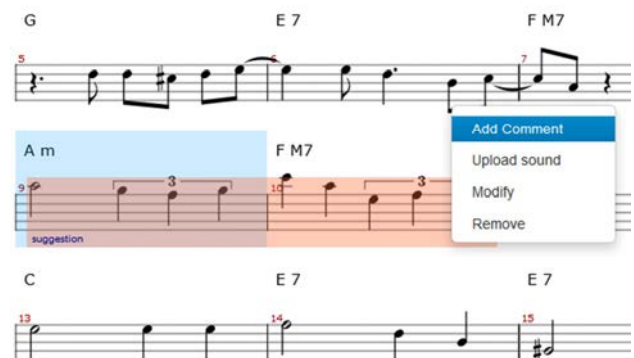 G E 7 F M7
5 6 7
Add Comment
Upload sound
Modify
Remove
A m F M7
9 3 10 3
suggestion
C E 7 E 7
13 14 15